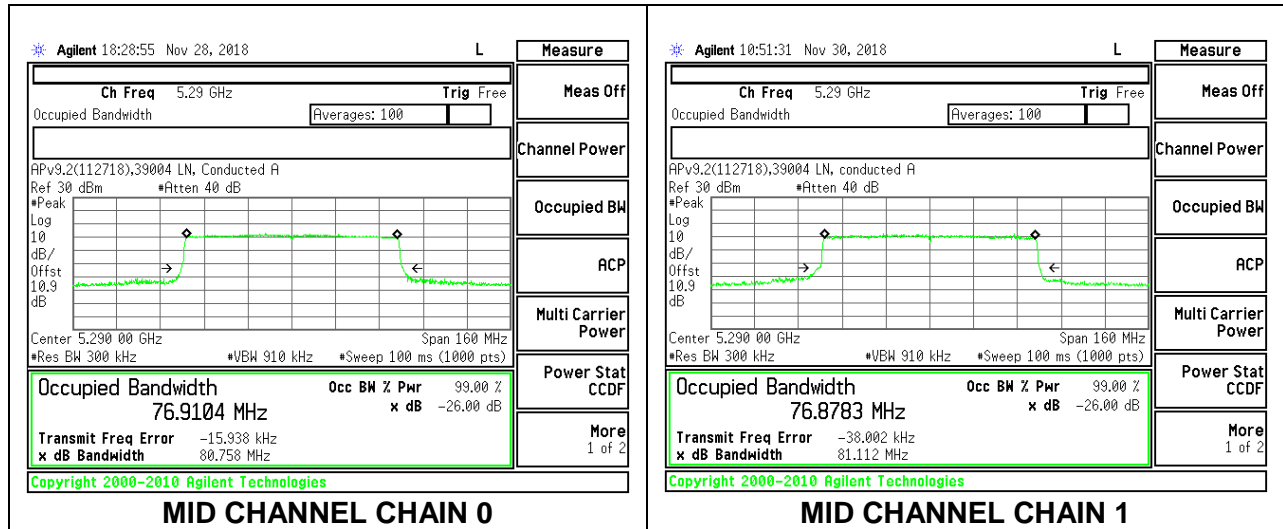 Agilent 18:28:55 Nov 28, 2018 L
Measure
Ch Freq 5.29 GHz Trig Free
Occupied Bandwidth Averages: 100
Meas Off
Channel Power
Occupied BW
ACP
Multi Carrier
Power
Power Stat
CCDF
More
1 of 2
APv9.2(112718),39004 LN, Conducted A
Ref 30 dBm #Atten 40 dB
#Peak
Log
10
dB/
Offst
10.9
dB
Center 5.290 00 GHz Span 160 MHz
#Res BW 300 kHz #VBW 910 kHz #Sweep 100 ms (1000 pts)
Occupied Bandwidth Occ BW % Pwr 99.00 %
76.9104 MHz x dB -26.00 dB
Transmit Freq Error -15.938 kHz
x dB Bandwidth 80.758 MHz
Copyright 2000-2010 Agilent Technologies
MID CHANNEL CHAIN 0
Agilent 10:51:31 Nov 30, 2018 L
Measure
Ch Freq 5.29 GHz Trig Free
Occupied Bandwidth Averages: 100
Meas Off
Channel Power
Occupied BW
ACP
Multi Carrier
Power
Power Stat
CCDF
More
1 of 2
APv9.2(112718),39004 LN, conducted A
Ref 30 dBm #Atten 40 dB
#Peak
Log
10
dB/
Offst
10.9
dB
Center 5.290 00 GHz Span 160 MHz
#Res BW 300 kHz #VBW 910 kHz #Sweep 100 ms (1000 pts)
Occupied Bandwidth Occ BW % Pwr 99.00 %
76.8783 MHz x dB -26.00 dB
Transmit Freq Error -38.002 kHz
x dB Bandwidth 81.112 MHz
Copyright 2000-2010 Agilent Technologies
MID CHANNEL CHAIN 1